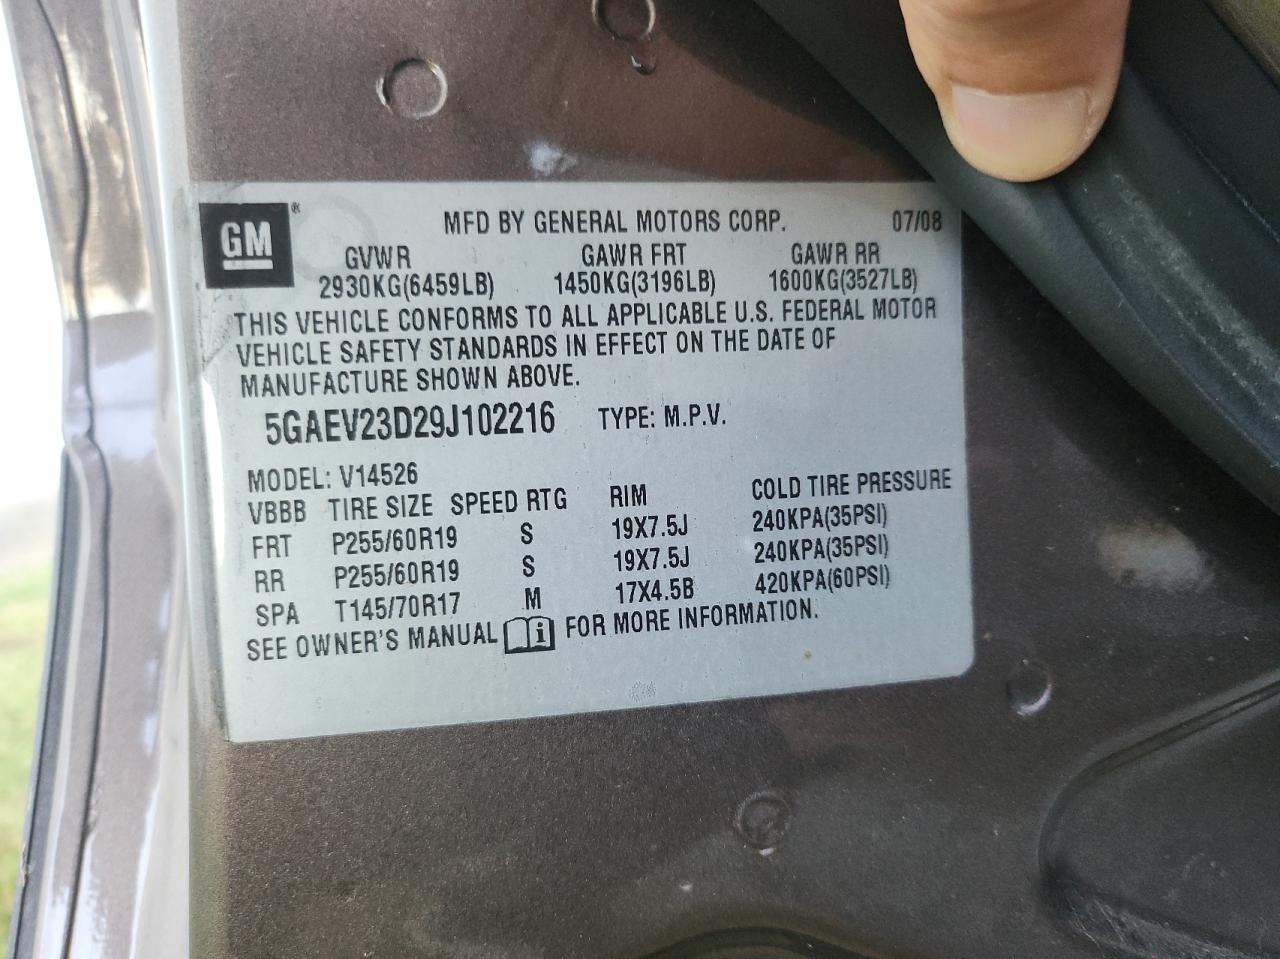 GM®
MFD BY GENERAL MOTORS CORP. 07/08
GVWR GAWR FRT GAWR RR
2930KG(6459LB) 1450KG(3196LB) 1600KG(3527LB)
THIS VEHICLE CONFORMS TO ALL APPLICABLE U.S. FEDERAL MOTOR
VEHICLE SAFETY STANDARDS IN EFFECT ON THE DATE OF
MANUFACTURE SHOWN ABOVE.
5GAEV23D29J102216 TYPE: M.P.V.
MODEL: V14526
VBBB TIRE SIZE SPEED RTG RIM COLD TIRE PRESSURE
FRT P255/60R19 S 19X7.5J 240KPA(35PSI)
RR P255/60R19 S 19X7.5J 240KPA(35PSI)
SPA T145/70R17 M 17X4.5B 420KPA(60PSI)
SEE OWNER'S MANUAL i FOR MORE INFORMATION.